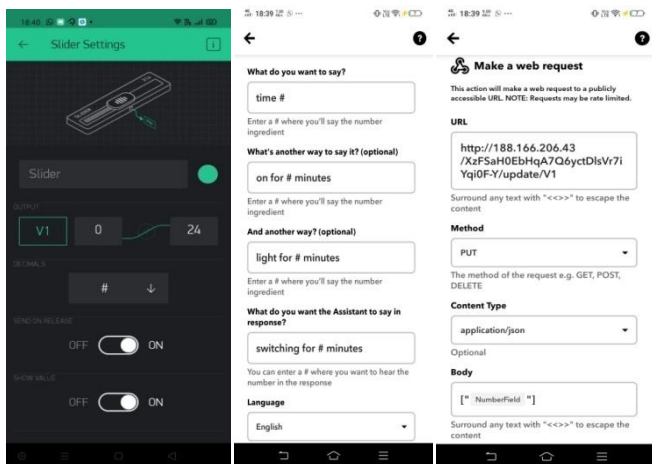 18:40
Slider Settings
Slider
OUTPUT
V1
0
24
DECIMALS
#
SEND ON RELEASE
OFF
ON
SHOW VALUE
OFF
ON
18:39
What do you want to say?
time #
Enter a # where you'll say the number
ingredient
What's another way to say it? (optional)
on for # minutes
Enter a # where you'll say the number
ingredient
And another way? (optional)
light for # minutes
Enter a # where you'll say the number
ingredient
What do you want the Assistant to say in
response?
switching for # minutes
You can enter a # where you want to hear the
number in the response
Language
English
18:39
Make a web request
This action will make a web request to a publicly
accessible URL. NOTE: Requests may be rate limited.
URL
http://188.166.206.43
/XzFSaH0EbHqA7Q6yctDlsVr7i
Yqi0F-Y/update/V1
Surround any text with "<<>>" to escape the
content
Method
PUT
The method of the request e.g. GET, POST,
DELETE
Content Type
application/json
Optional
Body
[" NumberField "]
Surround any text with "<<>>" to escape the
content